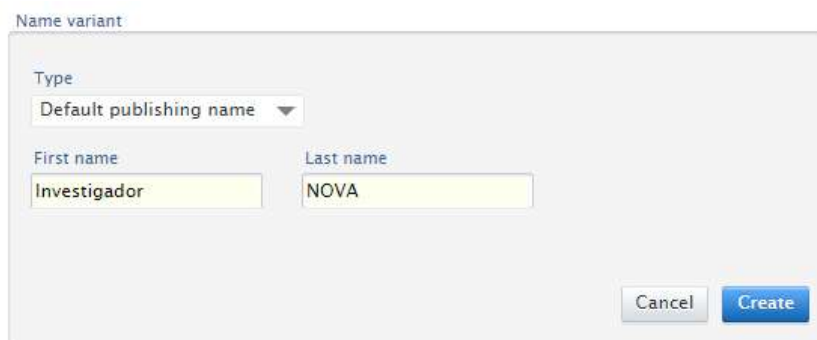 Name variant
Type
Default publishing name
First name Last name
Investigador NOVA
Cancel Create